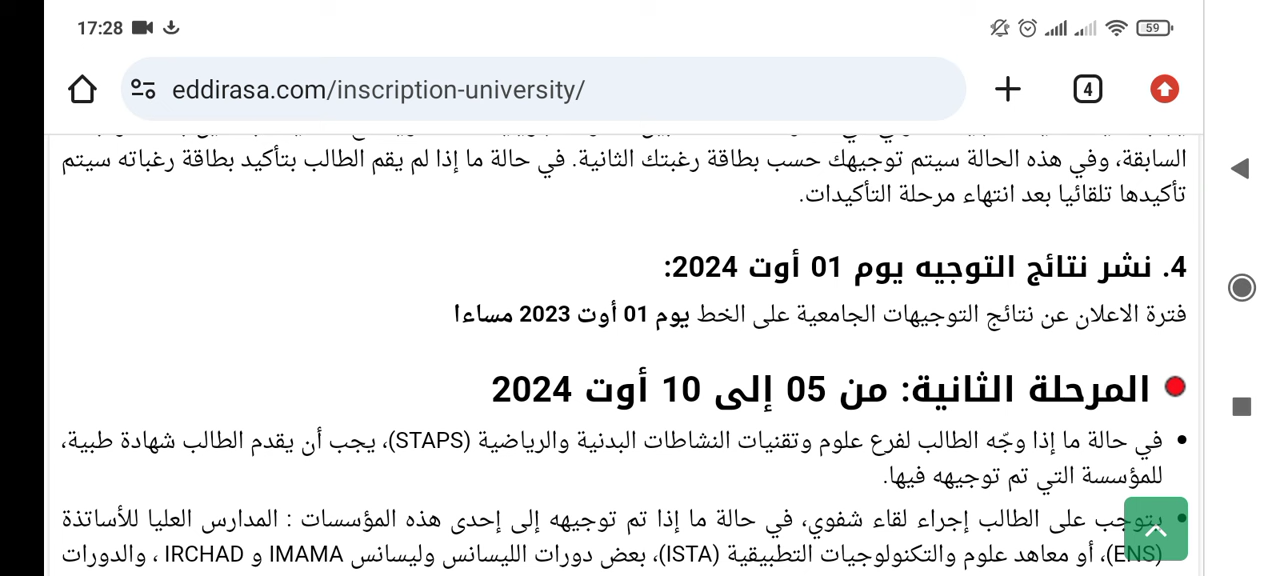 17:28
59
eddirasa.com/inscription-university/
4
السابقة، وفي هذه الحالة سيتم توجيهك حسب بطاقة رغبتك الثانية. في حالة ما إذا لم يقم الطالب بتأكيد بطاقة رغباته سيتم
تأكيدها تلقائيا بعد انتهاء مرحلة التأكيدات.
4. نشر نتائج التوجيه يوم 01 أوت 2024:
فترة الاعلان عن نتائج التوجيهات الجامعية على الخط يوم 01 أوت 2023 مساءا
المرحلة الثانية: من 05 إلى 10 أوت 2024
• في حالة ما إذا وجّه الطالب لفرع علوم وتقنيات النشاطات البدنية والرياضية (STAPS)، يجب أن يقدم الطالب شهادة طبية،
للمؤسسة التي تم توجيهه فيها.
• يتوجب على الطالب إجراء لقاء شفوي، في حالة ما إذا تم توجيهه إلى إحدى هذه المؤسسات : المدارس العليا للأساتذة
(ENS)، أو معاهد علوم والتكنولوجيات التطبيقية (ISTA)، بعض دورات الليسانس وليسانس IMAMA و IRCHAD ، والدورات